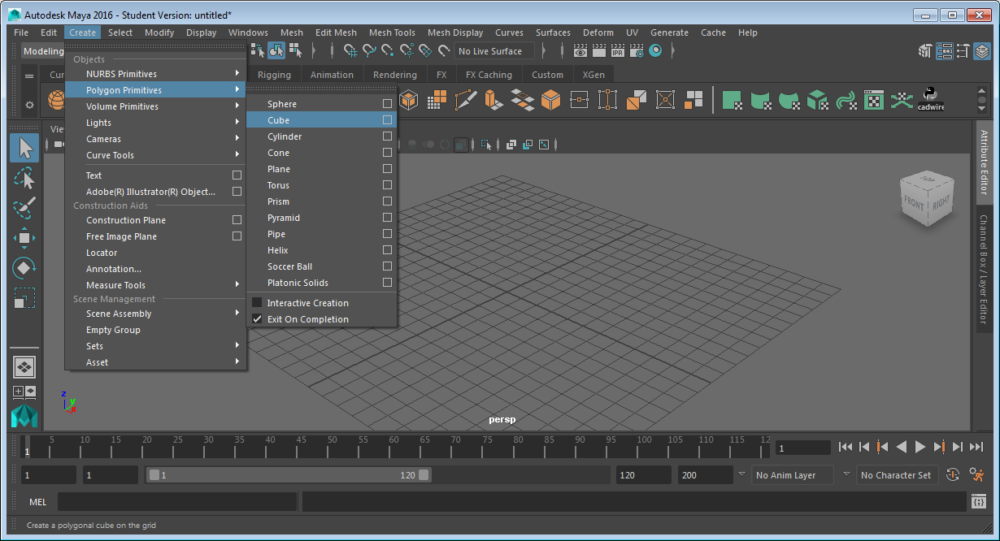 Autodesk Maya 2016 - Student Version: untitled*
File Edit Create Select Modify Display Windows Mesh Edit Mesh Mesh Tools Mesh Display Curves Surfaces Deform UV Generate Cache Help
Modeling
No Live Surface
IPR
Cur
Rigging Animation Rendering FX FX Caching Custom XGen
cadwire
Objects
NURBS Primitives
Polygon Primitives
Volume Primitives
Lights
Cameras
Curve Tools
Text
Adobe(R) Illustrator(R) Object...
Construction Aids
Construction Plane
Free Image Plane
Locator
Annotation...
Measure Tools
Scene Management
Scene Assembly
Empty Group
Sets
Asset
Sphere
Cube
Cylinder
Cone
Plane
Torus
Prism
Pyramid
Pipe
Helix
Soccer Ball
Platonic Solids
Interactive Creation
Exit On Completion
Vie
TOP
FRONT
RIGHT
Attribute Editor
Channel Box / Layer Editor
z
y
x
persp
5 10 15 20 25 30 35 40 45 50 55 60 65 70 75 80 85 90 95 100 105 110 115 12
1
1
1 1 1 120 120 200 No Anim Layer No Character Set
MEL
Create a polygonal cube on the grid